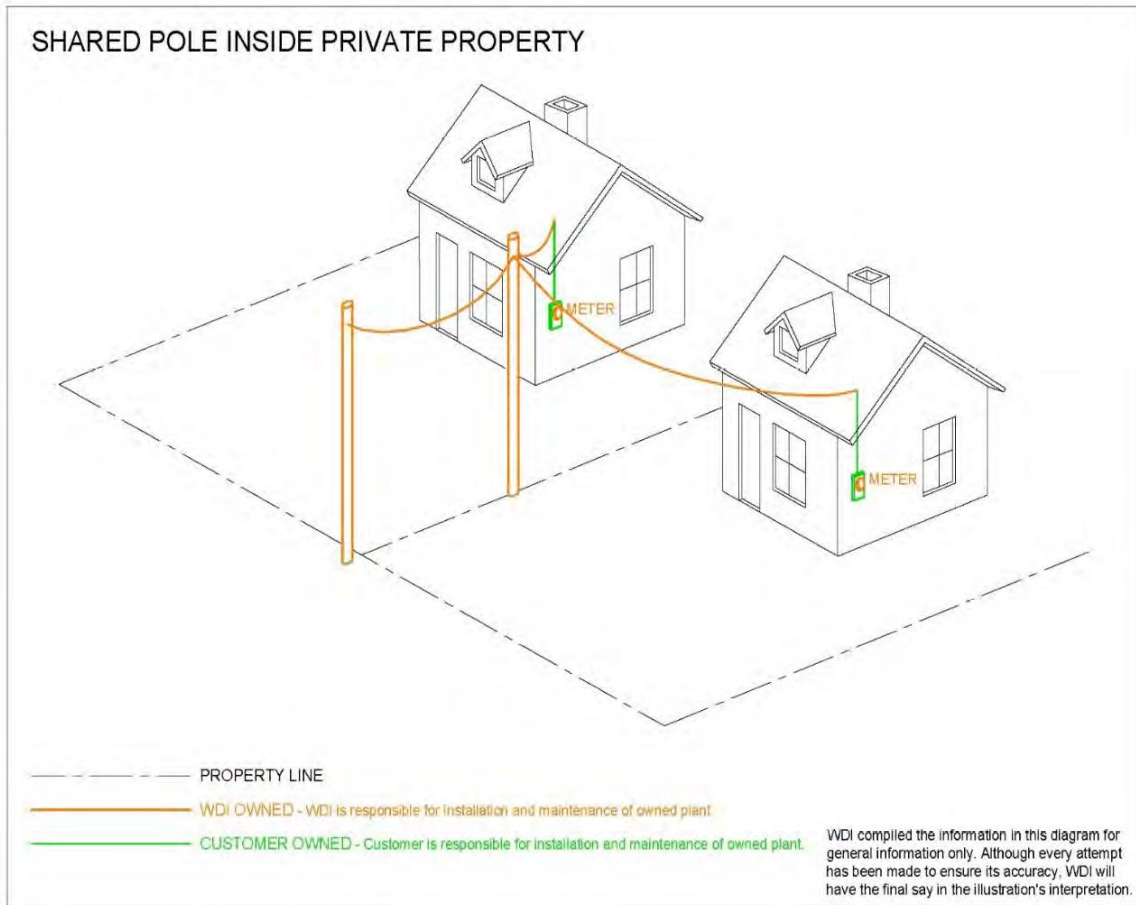 SHARED POLE INSIDE PRIVATE PROPERTY
METER
METER
PROPERTY LINE
WDI OWNED - WDI is responsible for installation and maintenance of owned plant
CUSTOMER OWNED - Customer is responsible for installation and maintenance of owned plant.
WDI compiled the information in this diagram for
general information only. Although every attempt
has been made to ensure its accuracy, WDI will
have the final say in the illustration's interpretation.